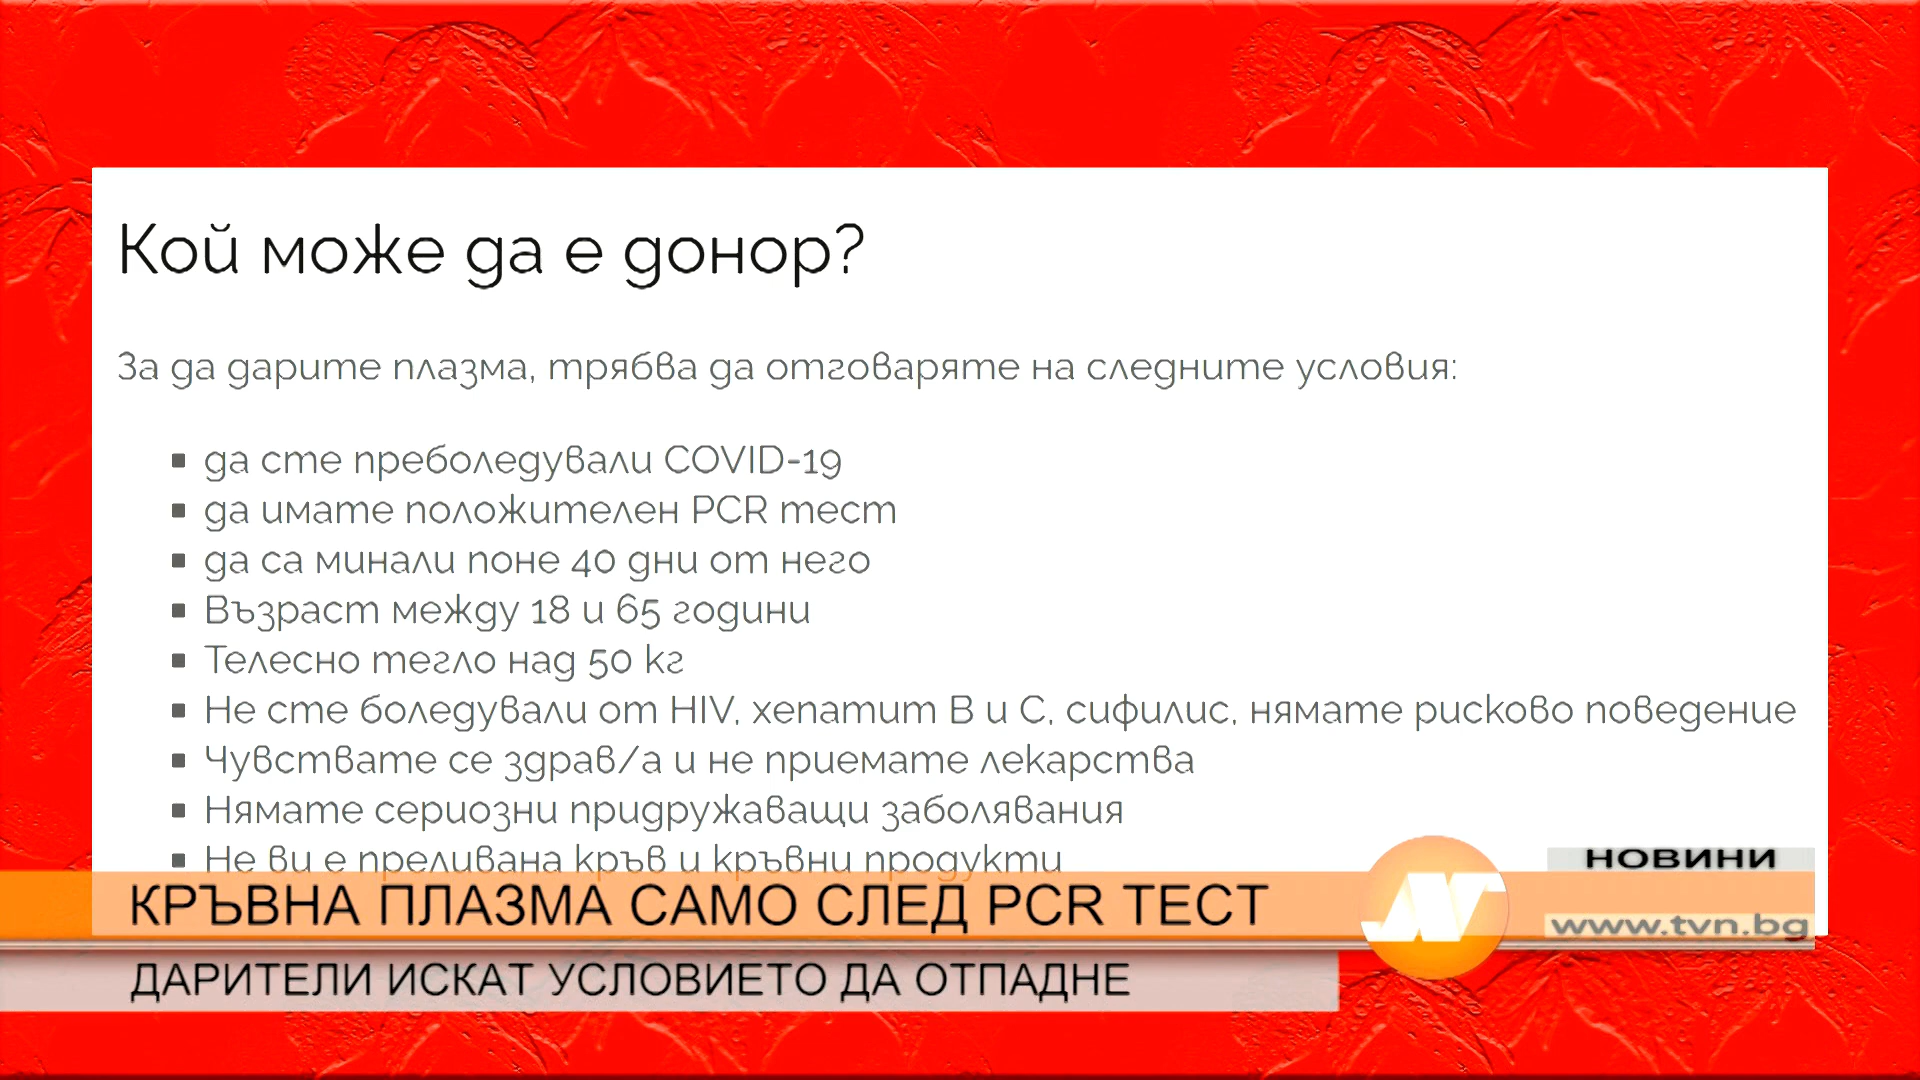 Кой може да е донор?
За да дарите плазма, трябва да отговаряте на следните условия:
▪ да сте преболедували COVID-19
▪ да имате положителен PCR тест
▪ да са минали поне 40 дни от него
▪ Възраст между 18 и 65 години
▪ Телесно тегло над 50 кг
▪ Не сте боледували от HIV, хепатит В и С, сифилис, нямате рисково поведение
▪ Чувствате се здрав/а и не приемате лекарства
▪ Нямате сериозни придружаващи заболявания
▪ Не ви е преливана кръв и кръвни продукти
НОВИНИ
КРЪВНА ПЛАЗМА САМО СЛЕД PCR ТЕСТ
www.tvn.bg
ДАРИТЕЛИ ИСКАТ УСЛОВИЕТО ДА ОТПАДНЕ